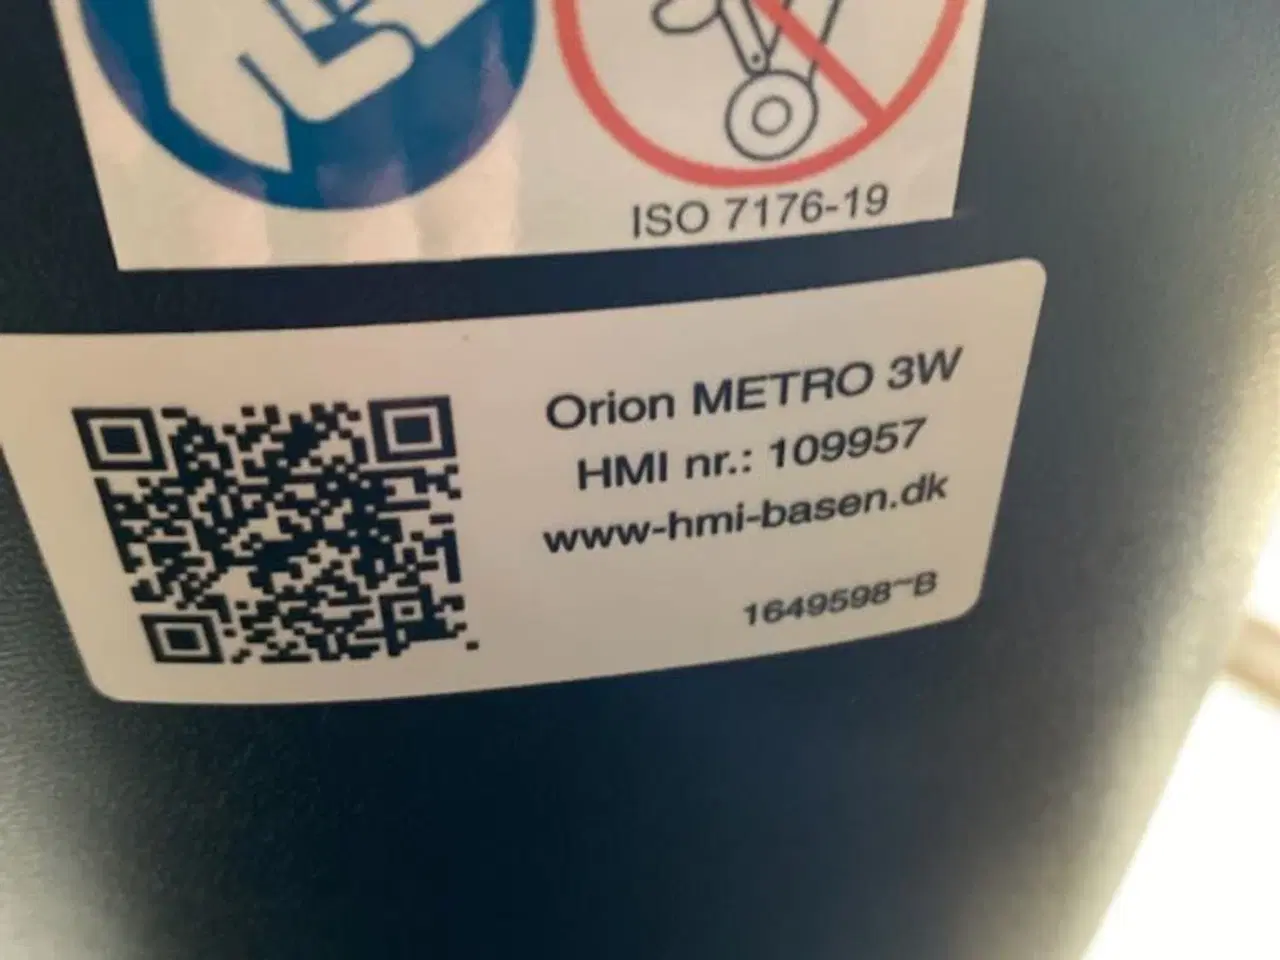 ISO 7176-19
Orion METRO 3W
HMI nr.: 109957
www-hmi-basen.dk
1649598~B